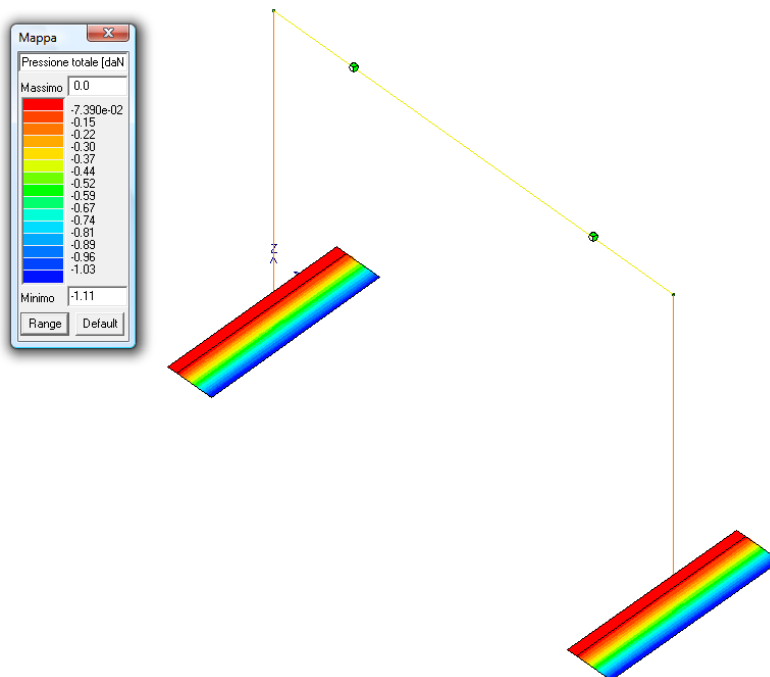 Mappa
Pressione totale [daN
Massimo 0.0
-7.390e-02
-0.15
-0.22
-0.30
-0.37
-0.44
-0.52
-0.59
-0.67
-0.74
-0.81
-0.89
-0.96
-1.03
Minimo -1.11
Range Default
Z